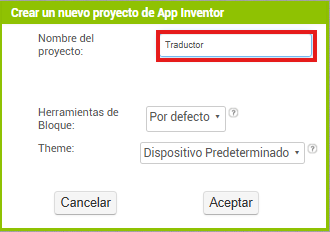 Crear un nuevo proyecto de App Inventor
Nombre del
proyecto:
Traductor
Herramientas de
Bloque:
Por defecto
?
Theme:
Dispositivo Predeterminado
?
Cancelar
Aceptar